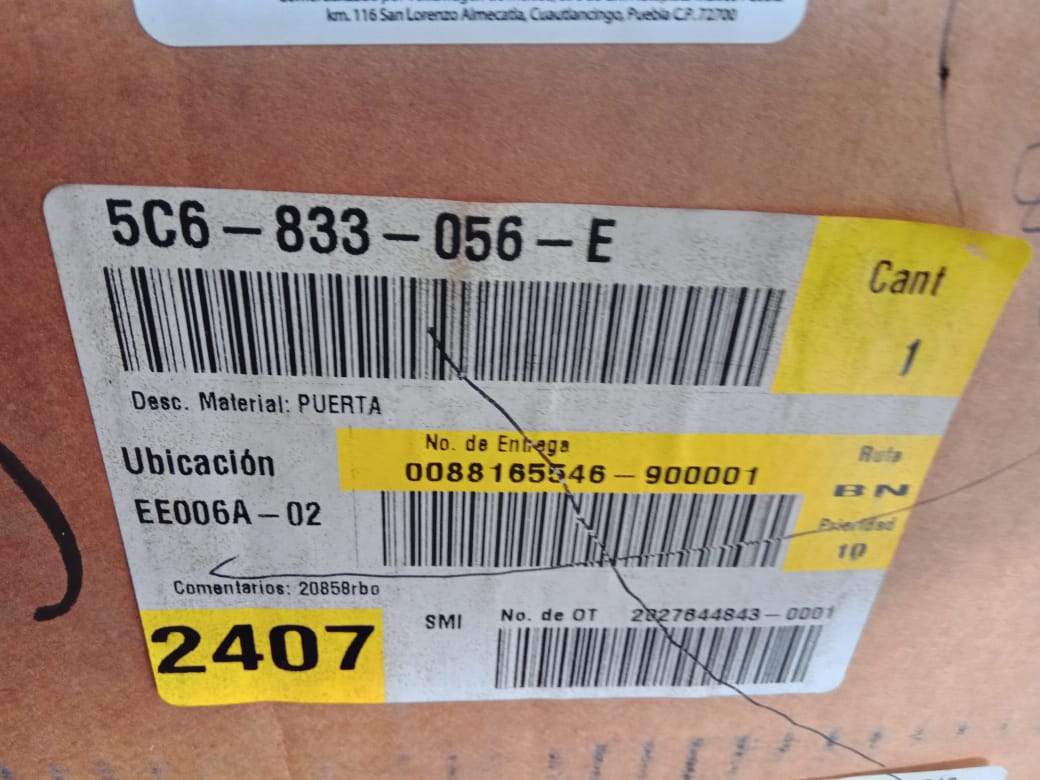 km. 116 San Lorenzo Almecatla, Cuautlancingo, Puebla C.P. 72700
5C6-833-056-E
Cant
1
Desc. Material: PUERTA
No. de Entrega
0088165546-900001
Ruta
BN
Ubicación
EE006A-02
Prioridad
10
Comentarios: 20858rbo
2407
SMI
No. de OT 2027644843-0001